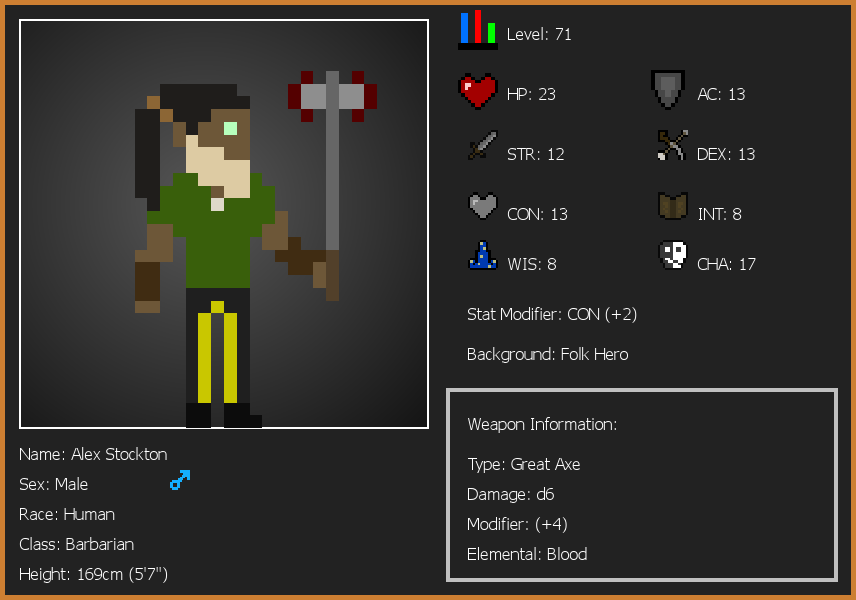 Level: 71
HP: 23
AC: 13
STR: 12
DEX: 13
CON: 13
INT: 8
WIS: 8
CHA: 17
Stat Modifier: CON (+2)
Background: Folk Hero
Weapon Information:
Type: Great Axe
Damage: d6
Modifier: (+4)
Elemental: Blood
Name: Alex Stockton
Sex: Male
Race: Human
Class: Barbarian
Height: 169cm (5'7")